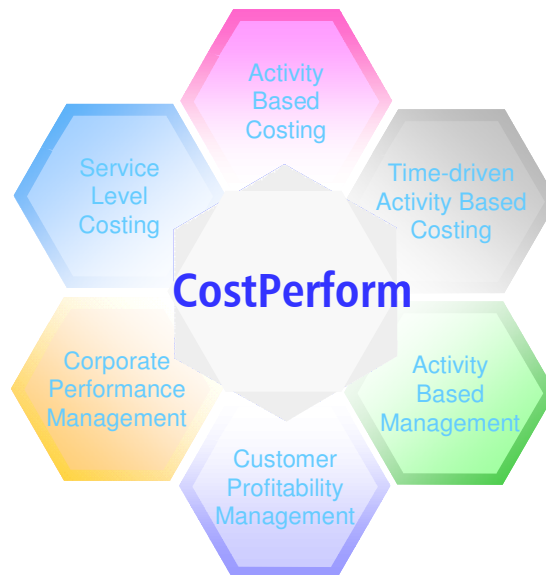 Activity
Based
Costing
Service
Level
Costing
Time-driven
Activity Based
Costing
CostPerform
Corporate
Performance
Management
Activity
Based
Management
Customer
Profitability
Management